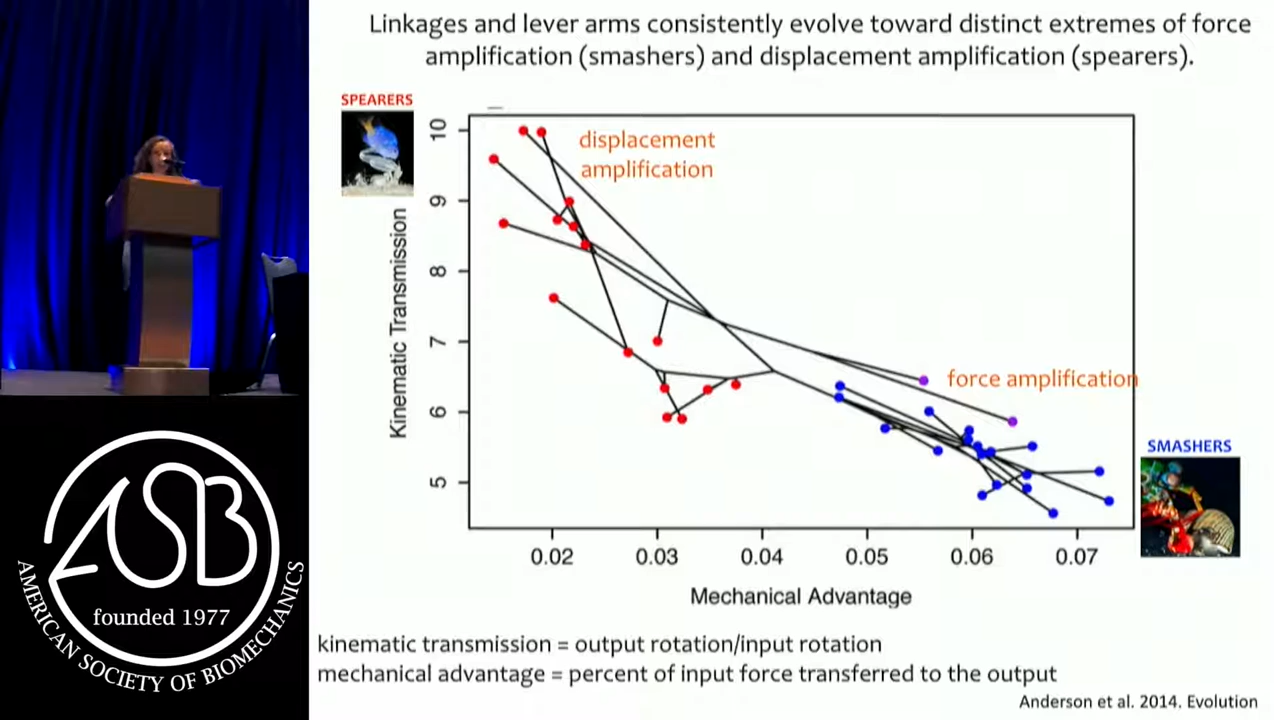 Linkages and lever arms consistently evolve toward distinct extremes of force
amplification (smashers) and displacement amplification (spearers).
SPEARERS
displacement
amplification
force amplification
SMASHERS
Kinematic Transmission
10
9
8
7
6
5
0.02 0.03 0.04 0.05 0.06 0.07
Mechanical Advantage
kinematic transmission = output rotation/input rotation
mechanical advantage = percent of input force transferred to the output
Anderson et al. 2014. Evolution
ASB
founded 1977
AMERICAN SOCIETY OF BIOMECHANICS